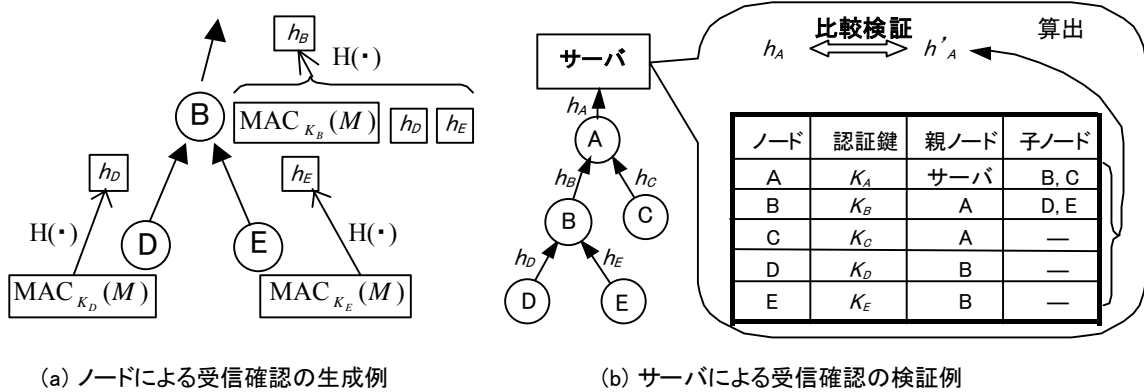 h_B
H(・)
B
MAC_{K_B}(M) h_D h_E
h_D
h_E
H(・)
D
E
H(・)
MAC_{K_D}(M)
MAC_{K_E}(M)
(a) ノードによる受信確認の生成例
サーバ
h_A
A
h_B
h_C
B
C
h_D
h_E
D
E
比較検証
算出
h_A
h'_A
ノード 認証鍵 親ノード 子ノード
A K_A サーバ B, C
B K_B A D, E
C K_C A —
D K_D B —
E K_E B —
(b) サーバによる受信確認の検証例